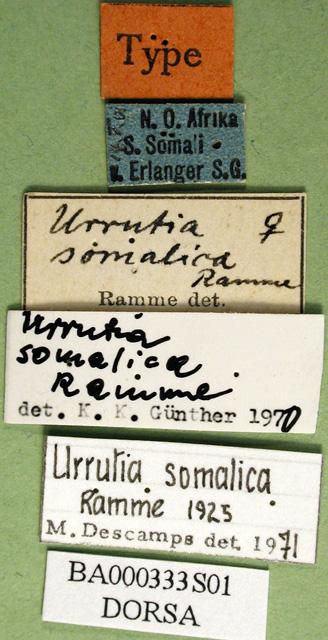 Type
N. O. Afrika
S. Somali
v. Erlanger S.G.
Urrutia ♀
somalica
Ramme
Ramme det.
Urrutia
somalica
Ramme
det. K. K. Günther 1970
Urrutia somalica
Ramme 1925
M. Descamps det. 1971
BA000333S01
DORSA